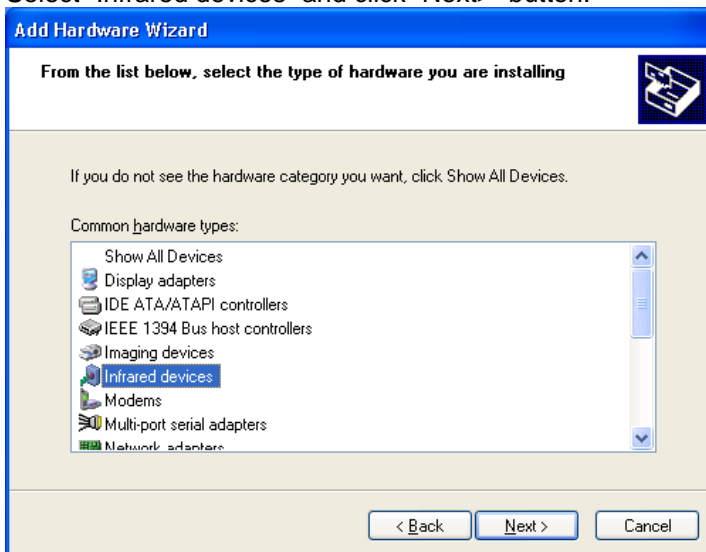 Select "Infrared devices" and click "Next>" button.
Add Hardware Wizard
From the list below, select the type of hardware you are installing
If you do not see the hardware category you want, click Show All Devices.
Common hardware types:
Show All Devices
Display adapters
IDE ATA/ATAPI controllers
IEEE 1394 Bus host controllers
Imaging devices
Infrared devices
Modems
Multi-port serial adapters
Network adapters
< Back Next > Cancel